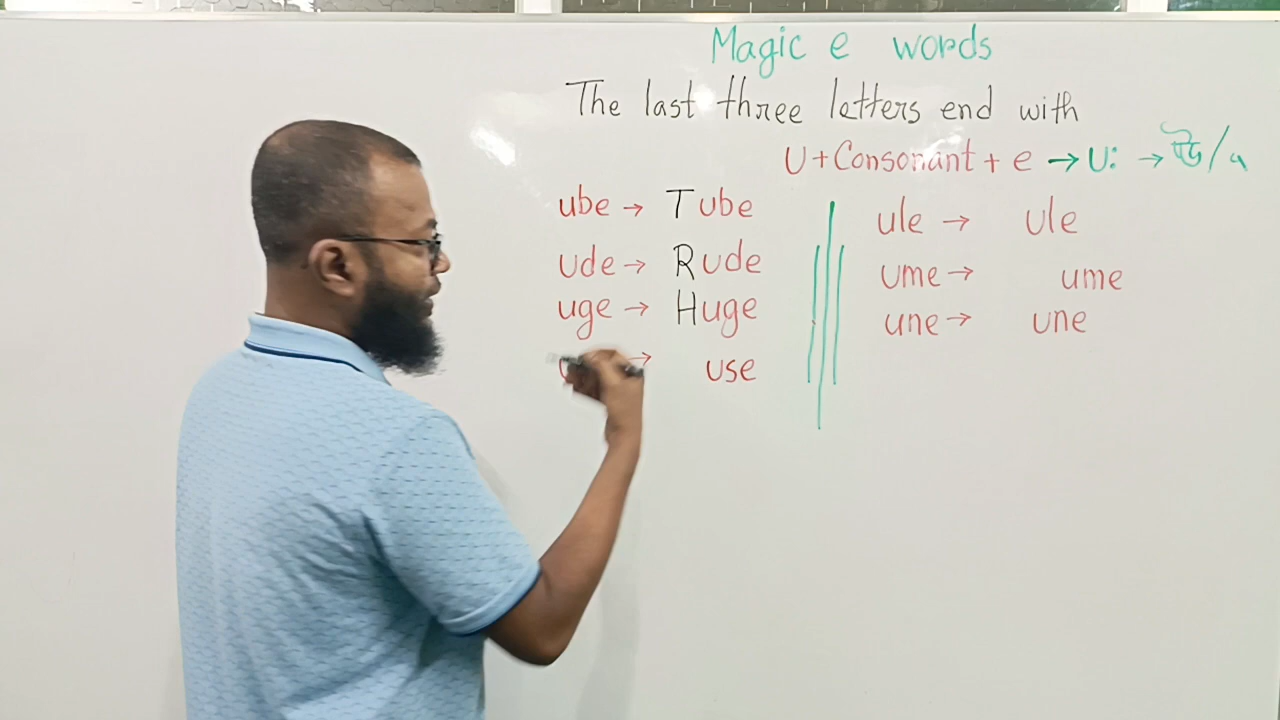 Magic e words
The last three letters end with
U + Consonant + e → U: → উ / ৃ
ube → Tube
ude → Rude
uge → Huge
→ use
ule → ule
ume → ume
une → une